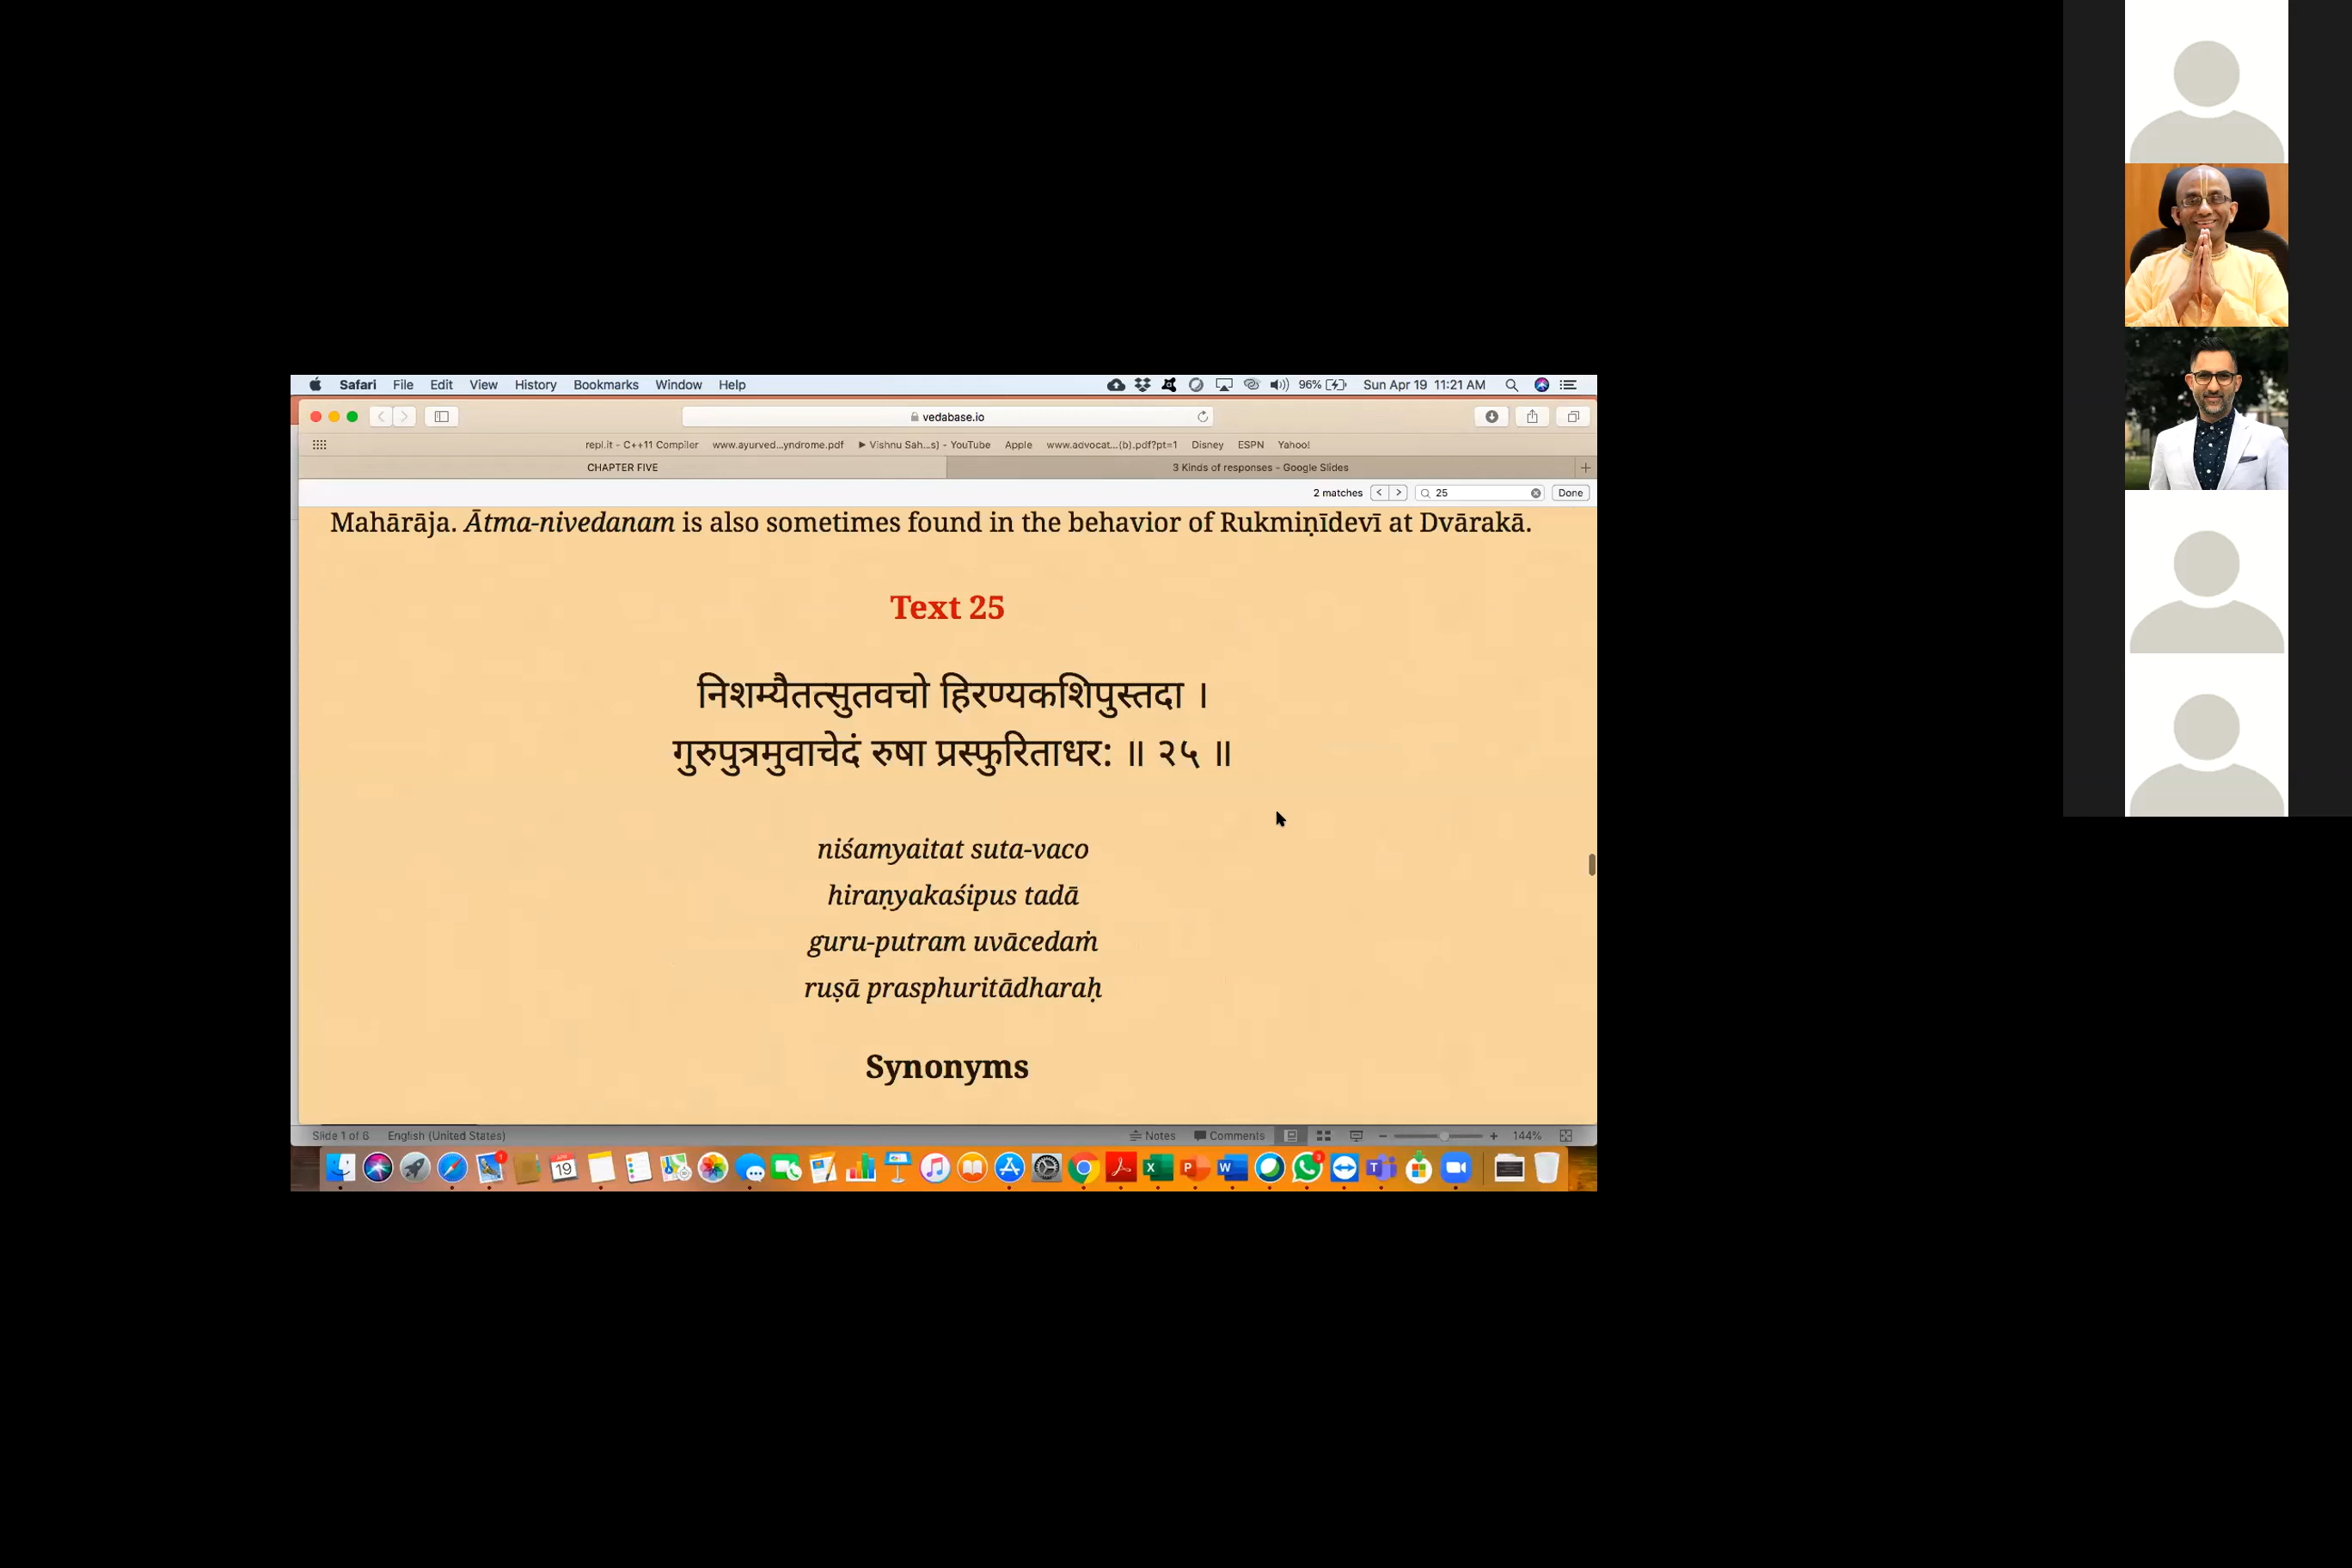 Safari File Edit View History Bookmarks Window Help 96% Sun Apr 19 11:21 AM
vedabase.io
repl.it - C++11 Compiler www.ayurved...yndrome.pdf ▶ Vishnu Sah...s) - YouTube Apple www.advocat...(b).pdf?pt=1 Disney ESPN Yahoo!
CHAPTER FIVE 3 Kinds of responses - Google Slides +
2 matches < > 25 Done
Mahārāja. Ātma-nivedanam is also sometimes found in the behavior of Rukmiṇīdevī at Dvārakā.
Text 25
निशम्यैतत्सुतवचो हिरण्यकशिपुस्तदा ।
गुरुपुत्रमुवाचेदं रुषा प्रस्फुरिताधर: ॥ २५ ॥
niśamyaitat suta-vaco
hiraṇyakaśipus tadā
guru-putram uvācedaṁ
ruṣā prasphuritādharaḥ
Synonyms
Slide 1 of 6 English (United States) Notes Comments − + 144%
1 19 X P W 3 T